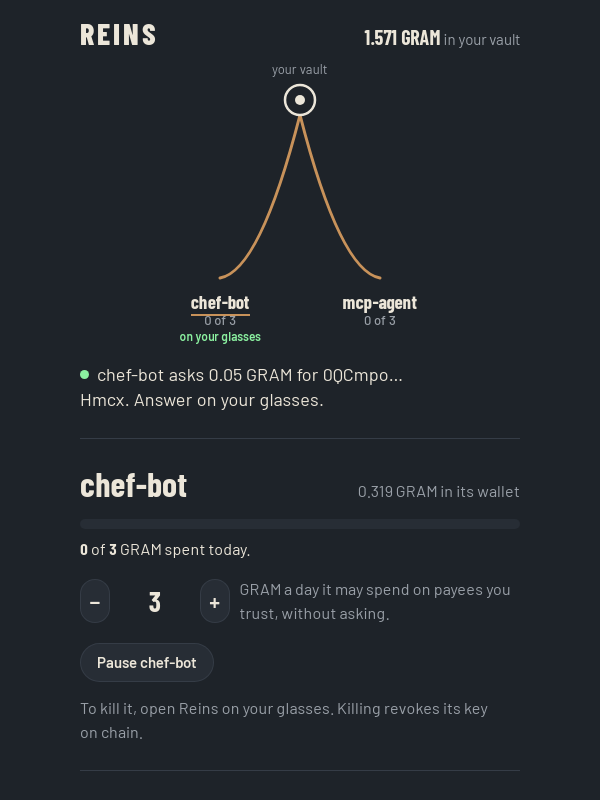 REINS
1.571 GRAM in your vault
your vault
chef-bot
0 of 3
on your glasses
mcp-agent
0 of 3
chef-bot asks 0.05 GRAM for 0QCmpo…
Hmcx. Answer on your glasses.
chef-bot
0.319 GRAM in its wallet
0 of 3 GRAM spent today.
−
3
+
GRAM a day it may spend on payees you
trust, without asking.
Pause chef-bot
To kill it, open Reins on your glasses. Killing revokes its key
on chain.